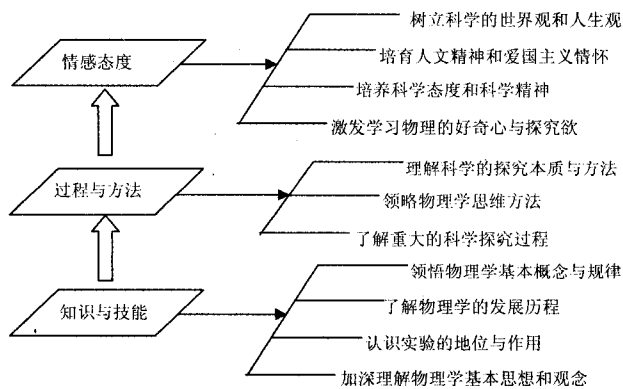 树立科学的世界观和人生观
培育人文精神和爱国主义情怀
情感态度
培养科学态度和科学精神
激发学习物理的好奇心与探究欲
理解科学的探究本质与方法
过程与方法
领略物理学思维方法
了解重大的科学探究过程
领悟物理学基本概念与规律
了解物理学的发展历程
知识与技能
认识实验的地位与作用
加深理解物理学基本思想和观念